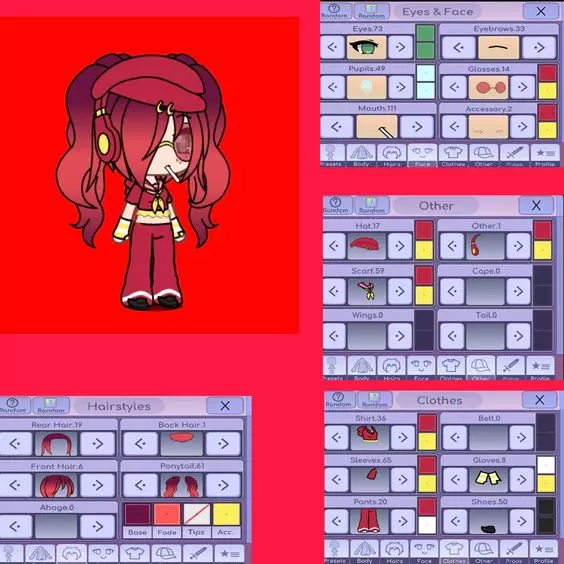 Random
Random
Eyes & Face
X
Eyes.73
Eyebrows.33
Pupils.49
Glasses.14
Mouth.111
Accessory.2
Presets
Body
Hairs
Face
Clothes
Other
Props
Profile
Random
Random
Other
X
Hat.17
Other.1
Scarf.59
Cape.0
Wings.0
Tail.0
Presets
Body
Hairs
Face
Clothes
Other
Props
Profile
Random
Random
Hairstyles
X
Rear Hair.19
Back Hair.1
Front Hair.6
Ponytail.61
Ahoge.0
Base
Fade
Tips
Acc.
Random
Random
Clothes
X
Shirt.36
Belt.0
Sleeves.65
Gloves.8
Pants.20
Shoes.50
Presets
Body
Hairs
Face
Clothes
Other
Props
Profile